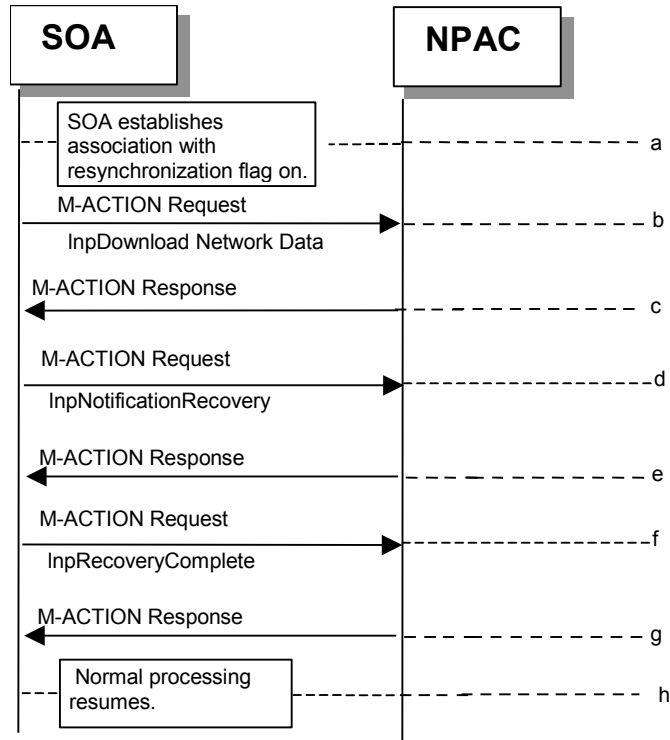 SOA
NPAC
SOA establishes
association with
resynchronization flag on.
a
M-ACTION Request
b
lnpDownload Network Data
M-ACTION Response
c
M-ACTION Request
d
lnpNotificationRecovery
M-ACTION Response
e
M-ACTION Request
f
lnpRecoveryComplete
M-ACTION Response
g
Normal processing
resumes.
h